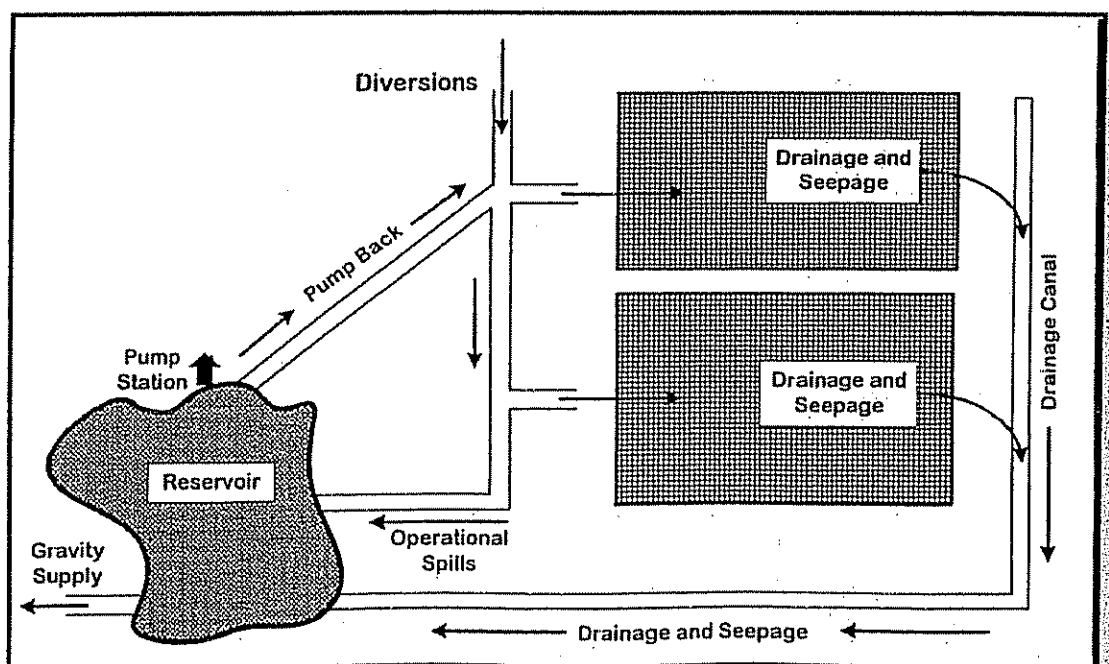 Diversions
Drainage and
Seepage
Pump Back
Drainage Canal
Pump
Station
Drainage and
Seepage
Reservoir
Operational
Spills
Gravity
Supply
Drainage and Seepage